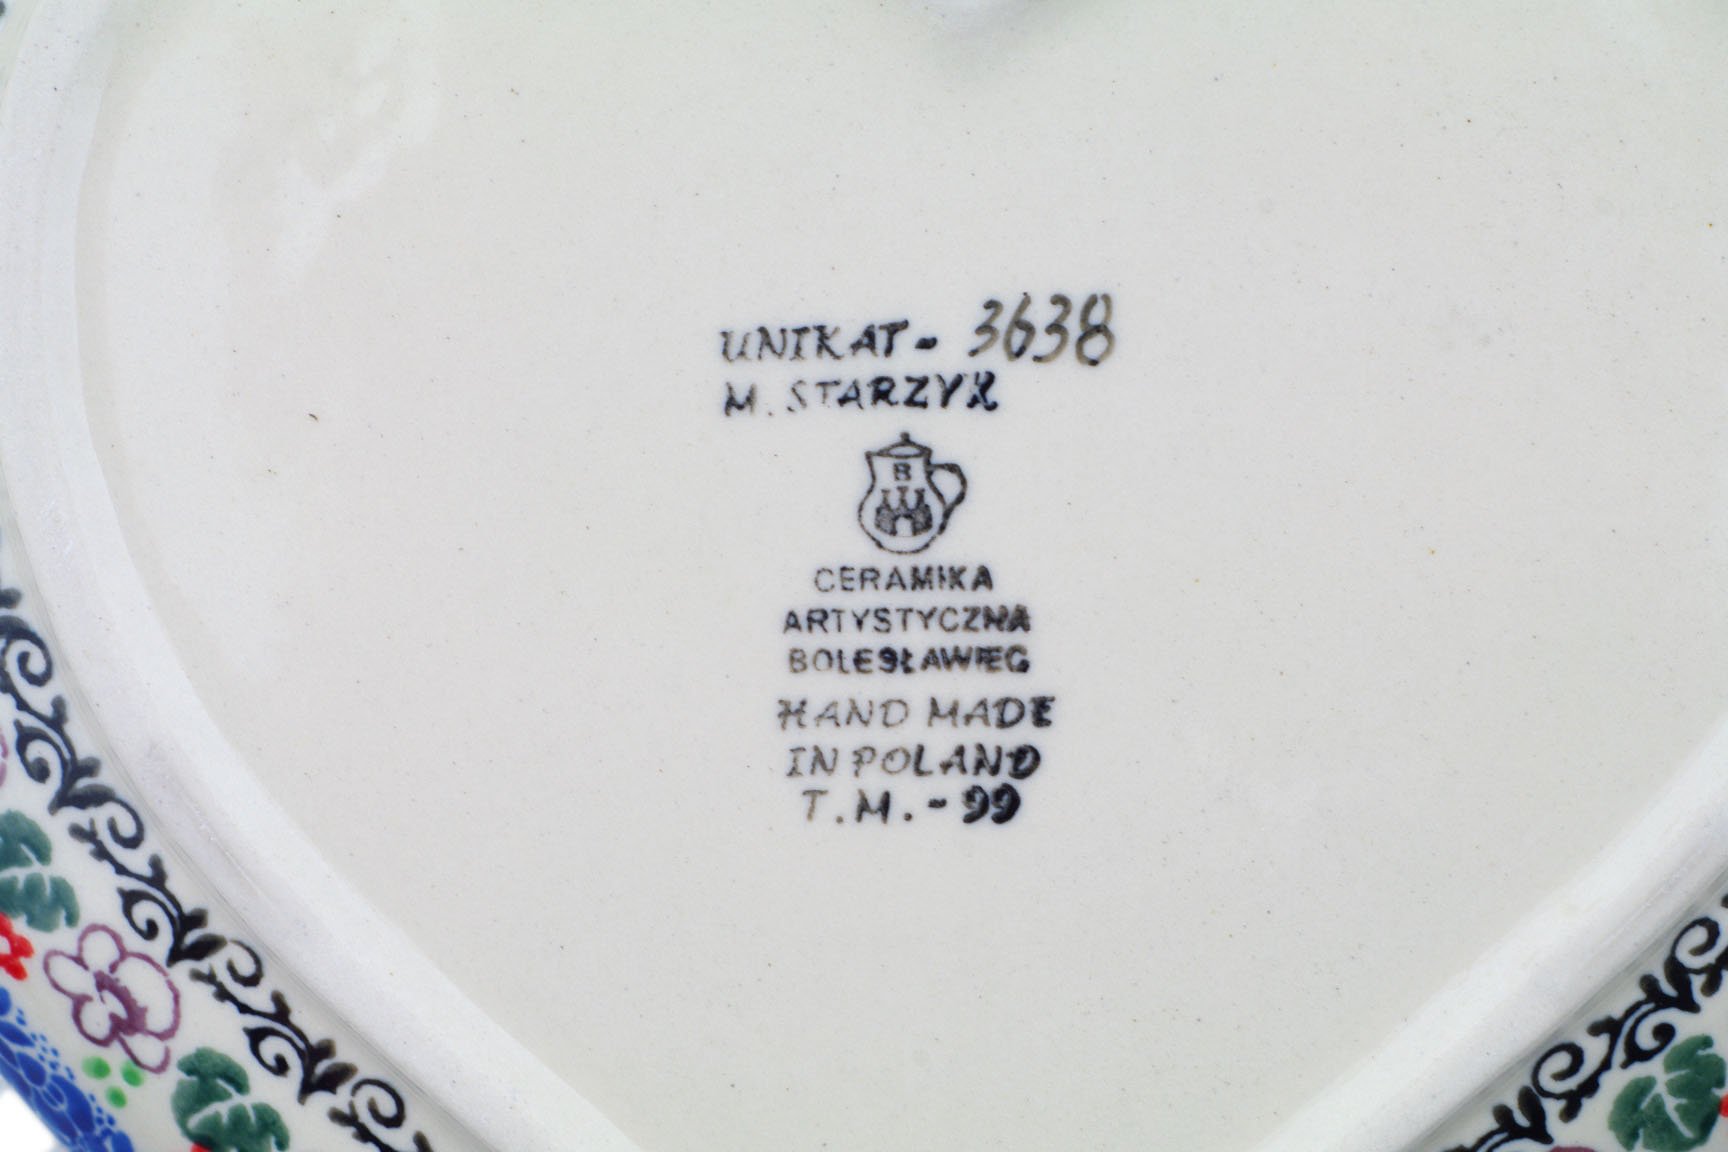 UNIKAT - 3638
M. STARZYK
B
CERAMIKA
ARTYSTYCZNA
BOLESŁAWIEC
HAND MADE
IN POLAND
T.M. - 99